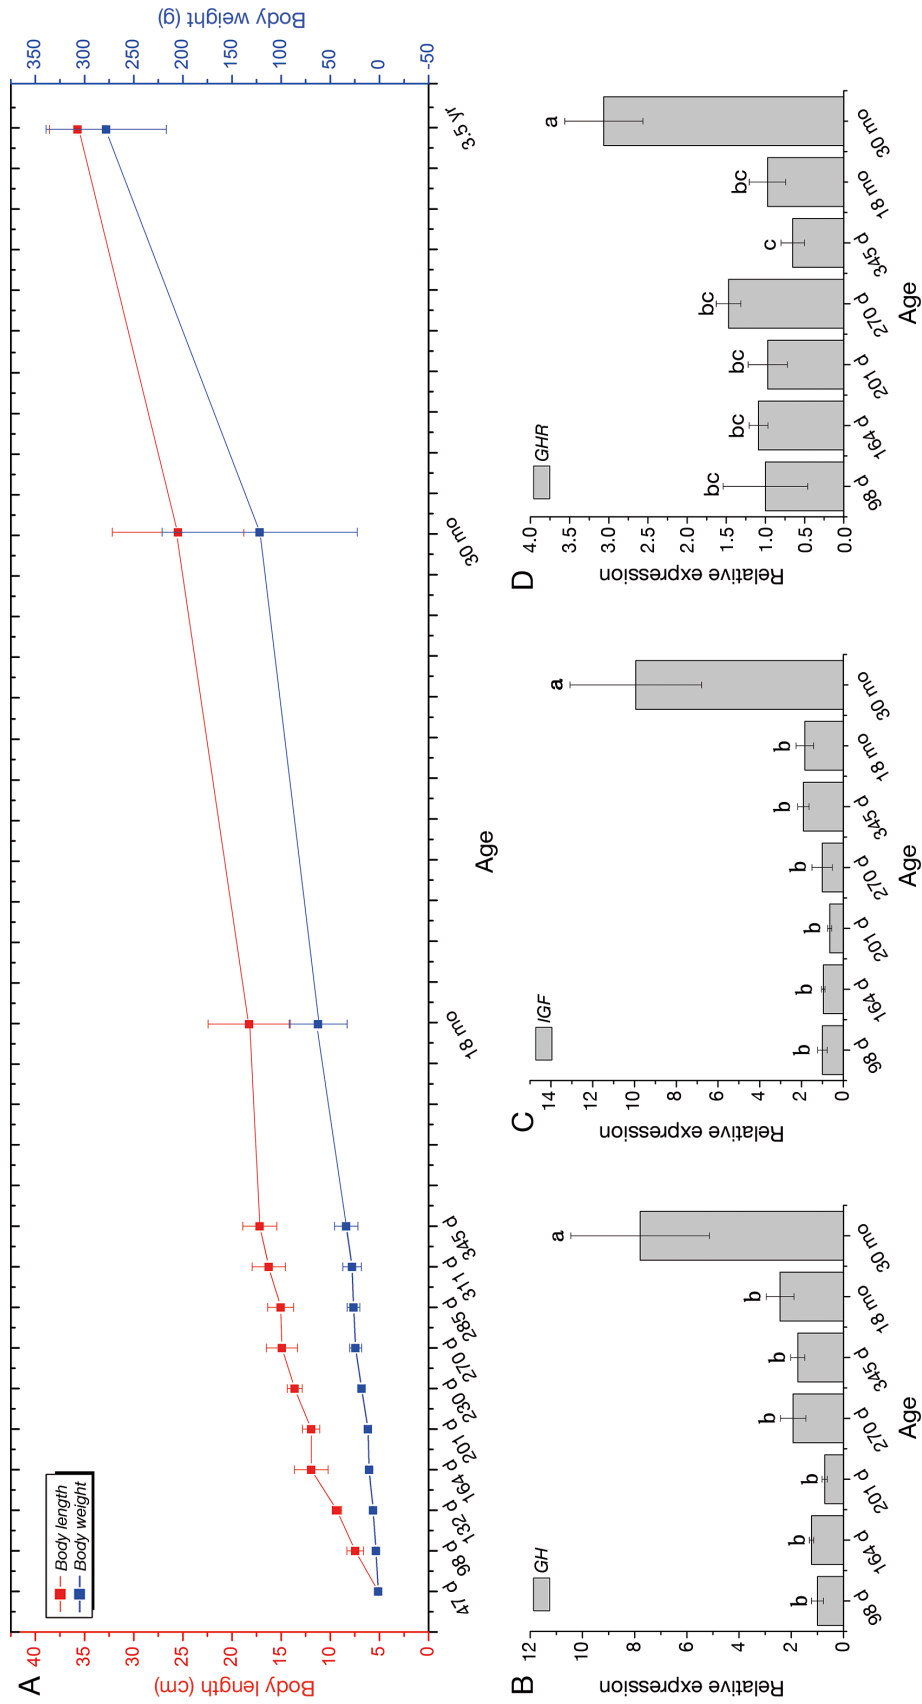 A
Body length
Body weight
Body length (cm)
40
35
30
25
20
15
10
5
0
Body weight (g)
350
300
250
200
150
100
50
0
-50
47 d
98 d
132 d
164 d
201 d
230 d
270 d
285 d
311 d
345 d
18 mo
30 mo
3.5 yr
Age
B
GH
Relative expression
12
10
8
6
4
2
0
b
b
b
b
b
b
a
98 d
164 d
201 d
270 d
345 d
18 mo
30 mo
Age
C
IGF
Relative expression
14
12
10
8
6
4
2
0
b
b
b
b
b
b
a
98 d
164 d
201 d
270 d
345 d
18 mo
30 mo
Age
D
GHR
Relative expression
4.0
3.5
3.0
2.5
2.0
1.5
1.0
0.5
0.0
bc
bc
bc
bc
c
bc
a
98 d
164 d
201 d
270 d
345 d
18 mo
30 mo
Age